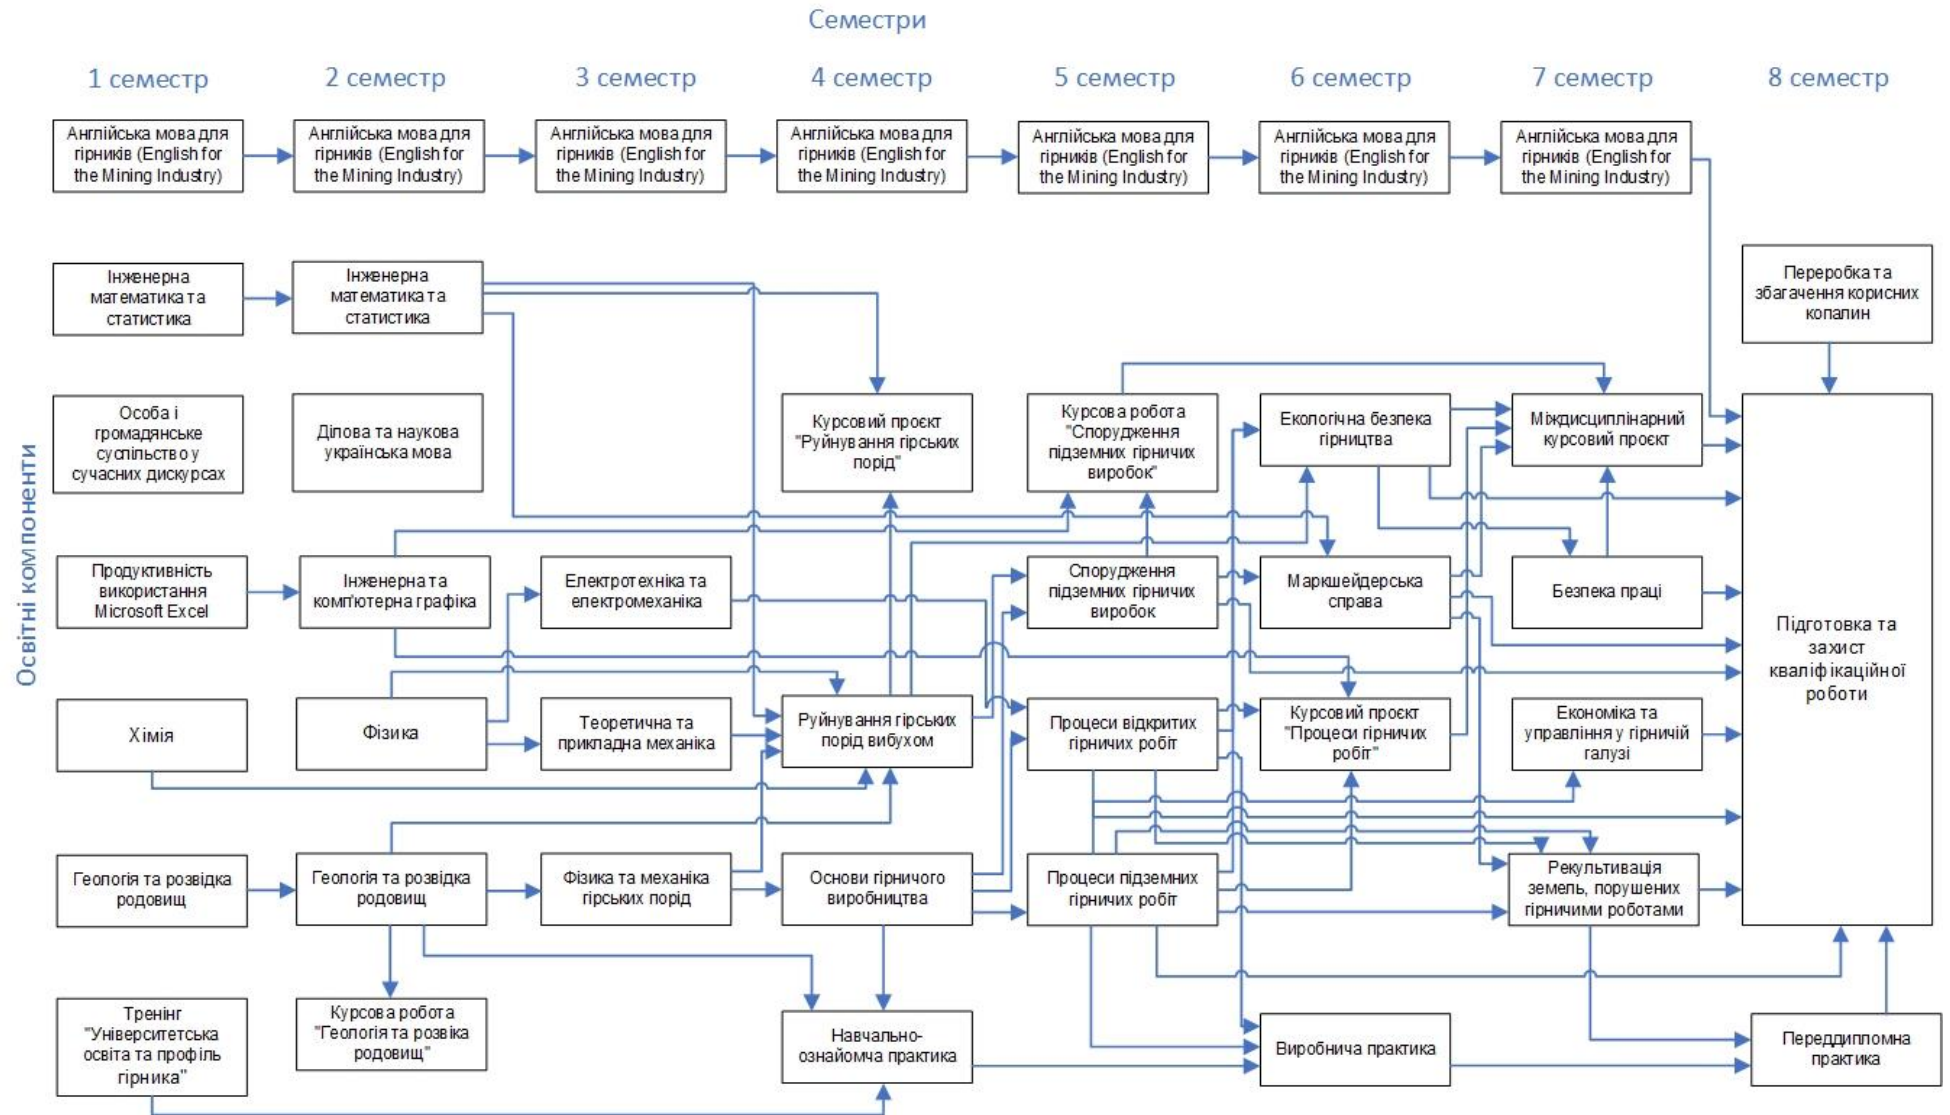 Семестри
1 семестр
2 семестр
3 семестр
4 семестр
5 семестр
6 семестр
7 семестр
8 семестр
Освітні компоненти
Англійська мова для
гірників (English for
the Mining Industry)
Англійська мова для
гірників (English for
the Mining Industry)
Англійська мова для
гірників (English for
the Mining Industry)
Англійська мова для
гірників (English for
the Mining Industry)
Англійська мова для
гірників (English for
the Mining Industry)
Англійська мова для
гірників (English for
the Mining Industry)
Англійська мова для
гірників (English for
the Mining Industry)
Інженерна
математика та
статистика
Інженерна
математика та
статистика
Переробка та
збагачення корисних
копалин
Особа і
громадянське
суспільство у
сучасних дискурсах
Ділова та наукова
українська мова
Курсовий проєкт
"Руйнування гірських
порід"
Курсова робота
"Спорудження
підземних гірничих
виробок"
Екологічна безпека
гірництва
Міждисциплінарний
курсовий проєкт
Продуктивність
використання
Microsoft Excel
Інженерна та
комп'ютерна графіка
Електротехніка та
електромеханіка
Спорудження
підземних гірничих
виробок
Маркшейдерська
справа
Безпека праці
Підготовка та
захист
кваліфікаційної
роботи
Хімія
Фізика
Теоретична та
прикладна механіка
Руйнування гірських
порід вибухом
Процеси відкритих
гірничих робіт
Курсовий проєкт
"Процеси гірничих
робіт"
Економіка та
управління у гірничій
галузі
Геологія та розвідка
родовищ
Геологія та розвідка
родовищ
Фізика та механіка
гірських порід
Основи гірничого
виробництва
Процеси підземних
гірничих робіт
Рекультивація
земель, порушених
гірничими роботами
Тренінг
"Університетська
освіта та профіль
гірника"
Курсова робота
"Геологія та розвіка
родовищ"
Навчально-
ознайомча практика
Виробнича практика
Переддипломна
практика